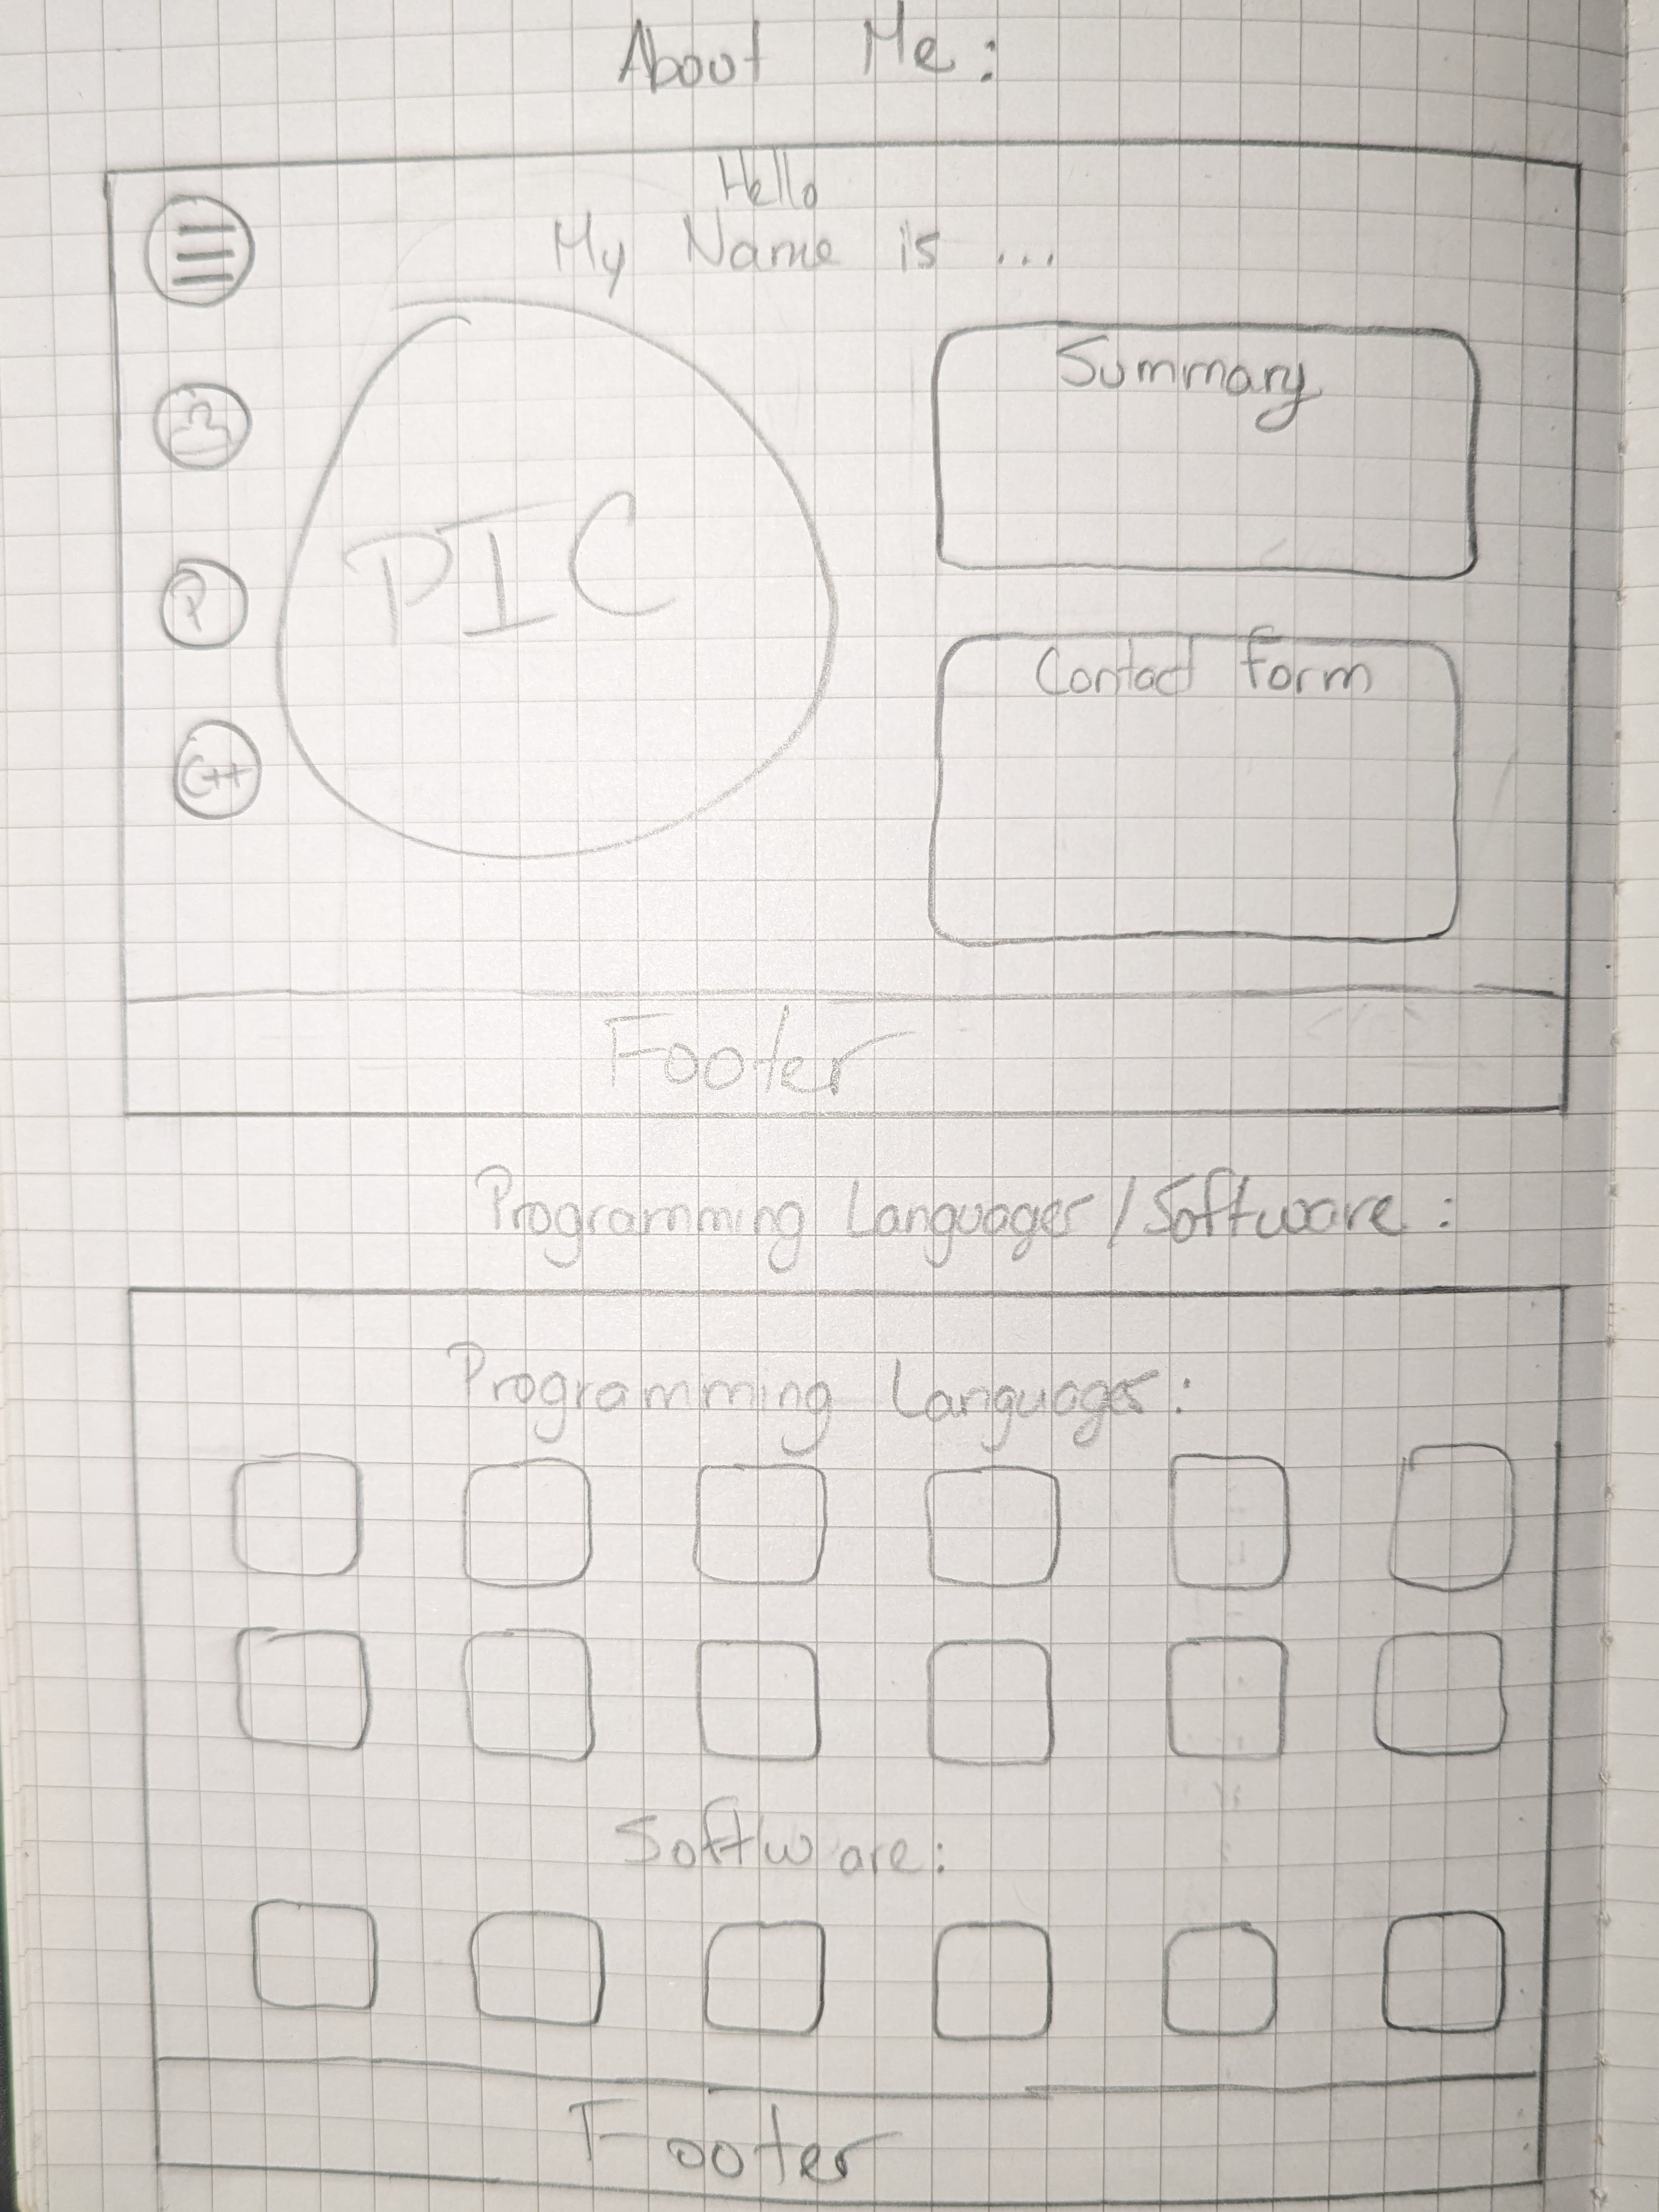 About Me:
Hello
My Name is ...
Summary
PIC
P
Contact Form
C++
Footer
Programming Languages/Software:
Programming Languages:
Software:
Footer